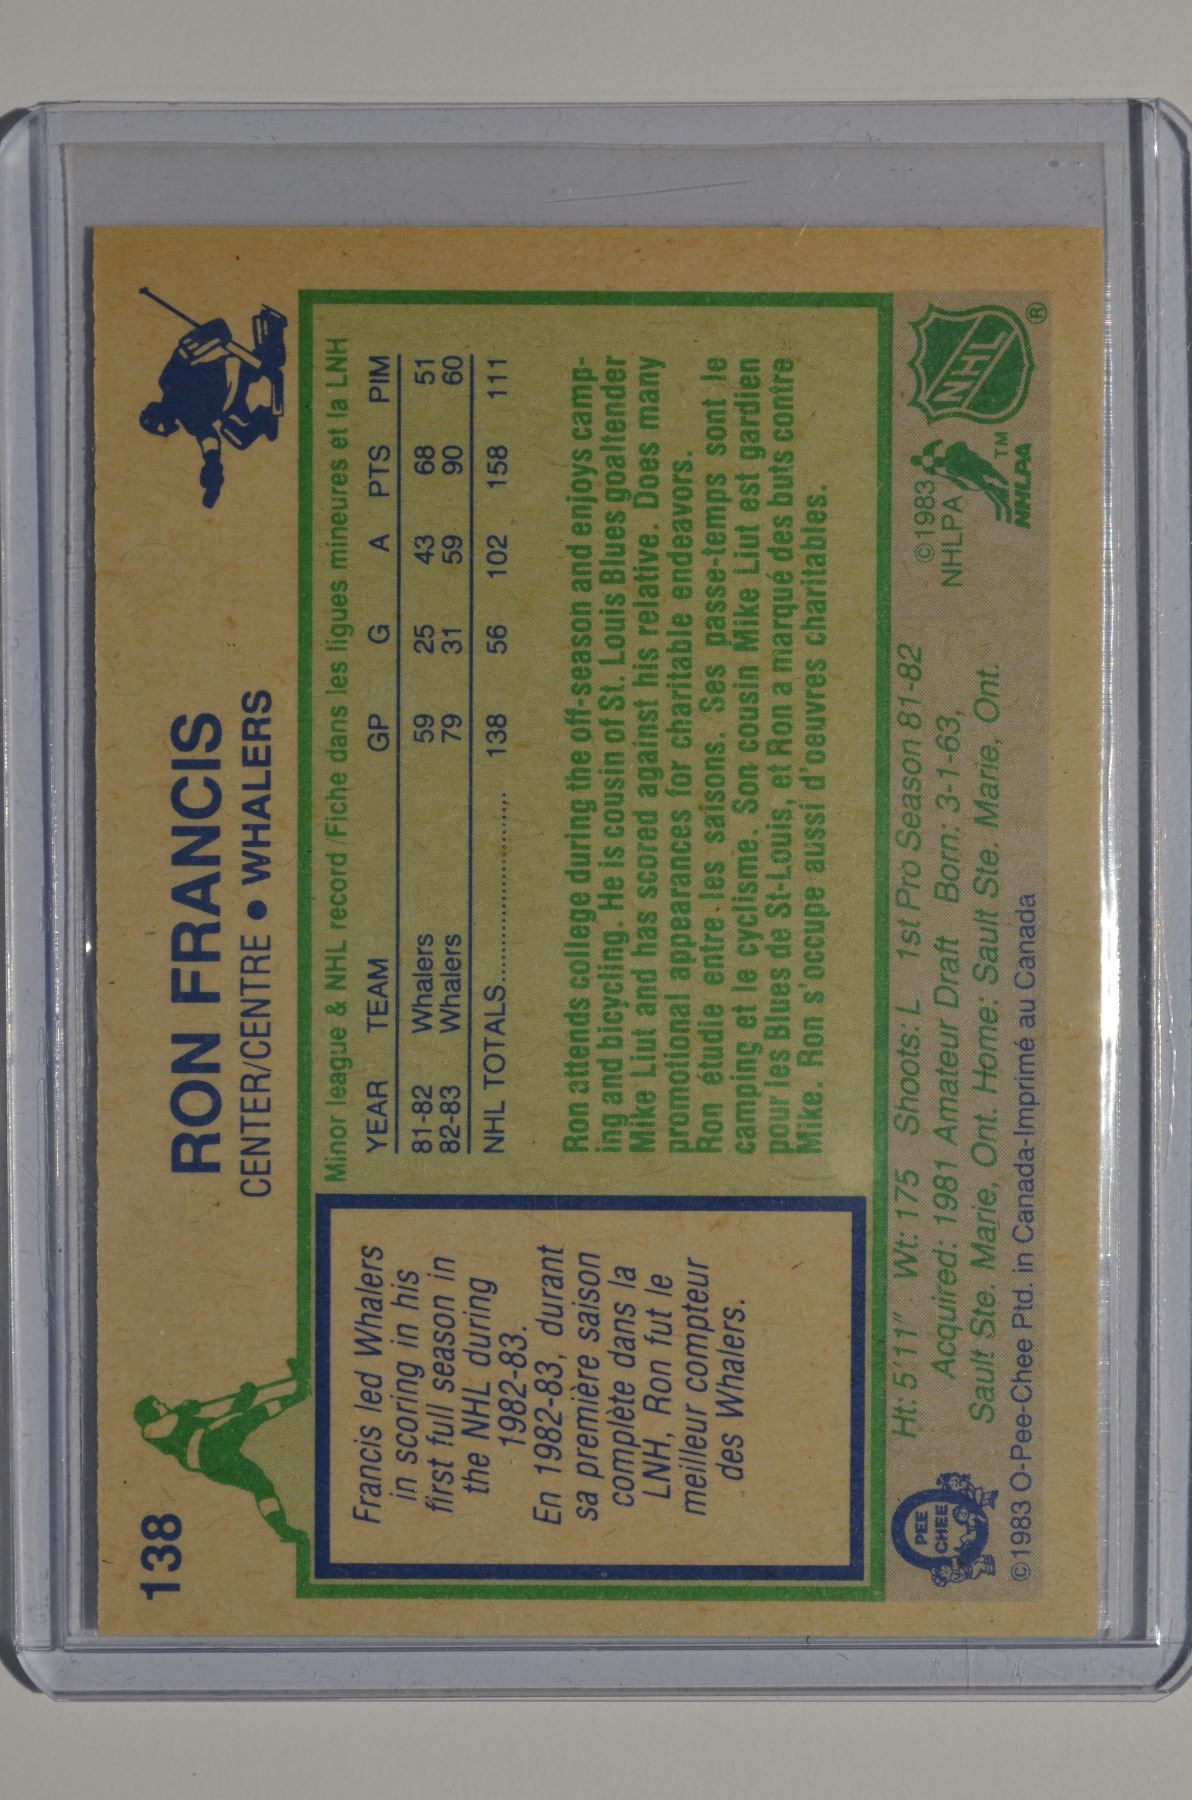 138
RON FRANCIS
CENTER/CENTRE • WHALERS
Minor league & NHL record/Fiche dans les ligues mineures et la LNH
YEAR TEAM GP G A PTS PIM
81-82 Whalers 59 25 43 68 51
82-83 Whalers 79 31 59 90 60
NHL TOTALS.................... 138 56 102 158 111
Francis led Whalers
in scoring in his
first full season in
the NHL during
1982-83.
En 1982-83, durant
sa première saison
complète dans la
LNH, Ron fut le
meilleur compteur
des Whalers.
Ron attends college during the off-season and enjoys camp-
ing and bicycling. He is cousin of St. Louis Blues goaltender
Mike Liut and has scored against his relative. Does many
promotional appearances for charitable endeavors.
Ron étudie entre les saisons. Ses passe-temps sont le
camping et le cyclisme. Son cousin Mike Liut est gardien
pour les Blues de St-Louis, et Ron a marqué des buts contre
Mike. Ron s'occupe aussi d'oeuvres charitables.
Ht: 5'11" Wt: 175 Shoots: L 1st Pro Season 81-82
Acquired: 1981 Amateur Draft Born: 3-1-63,
Sault Ste. Marie, Ont. Home: Sault Ste. Marie, Ont.
©1983 O-Pee-Chee Ptd. in Canada-Imprimé au Canada
PEE
CHEE
©1983
NHLPA
NHLPA TM
NHL ®